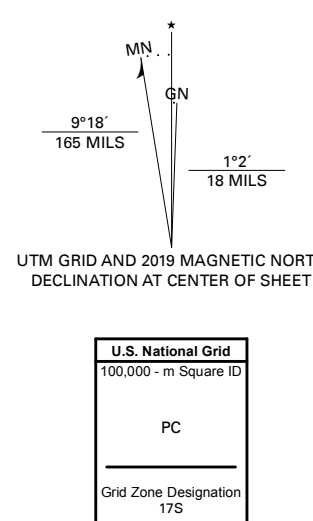 ★
MN
GN
9°18´
165 MILS
1°2´
18 MILS
UTM GRID AND 2019 MAGNETIC NORT
DECLINATION AT CENTER OF SHEET
U.S. National Grid
100,000 - m Square ID
PC
Grid Zone Designation
17S